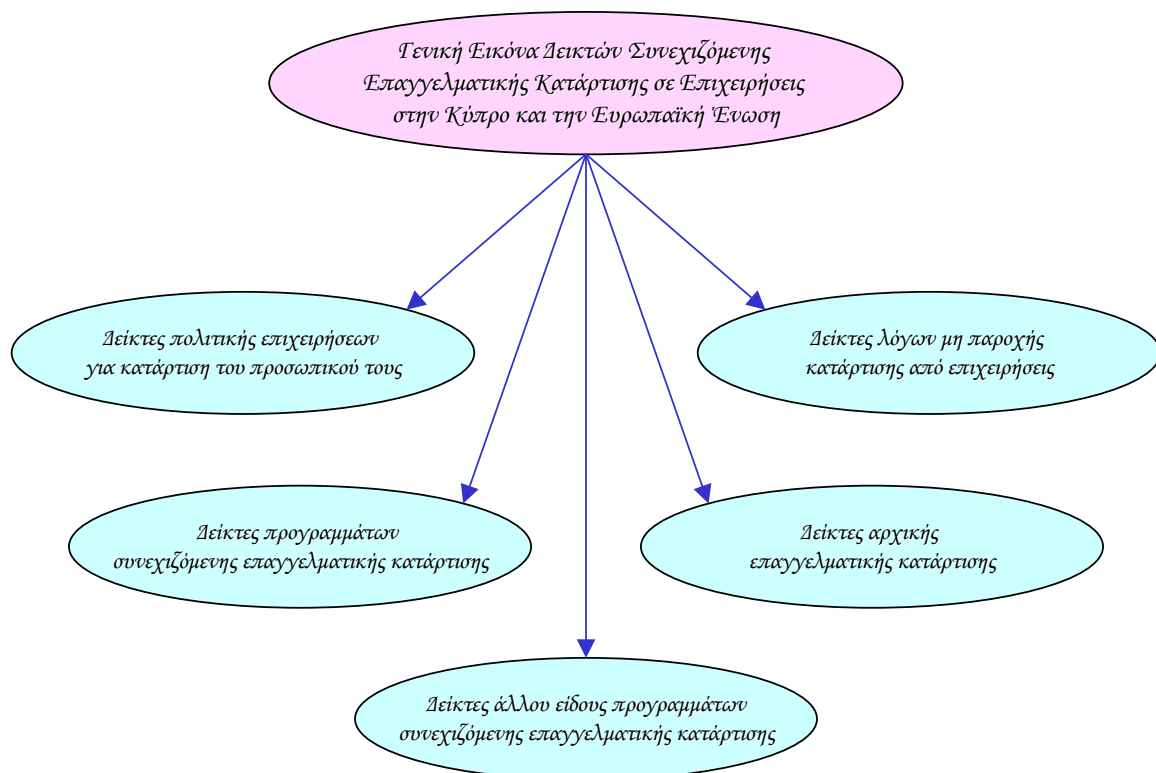 Γενική Εικόνα Δεικτών Συνεχιζόμενης
Επαγγελματικής Κατάρτισης σε Επιχειρήσεις
στην Κύπρο και την Ευρωπαϊκή Ένωση
Δείκτες πολιτικής επιχειρήσεων
για κατάρτιση του προσωπικού τους
Δείκτες λόγων μη παροχής
κατάρτισης από επιχειρήσεις
Δείκτες προγραμμάτων
συνεχιζόμενης επαγγελματικής κατάρτισης
Δείκτες αρχικής
επαγγελματικής κατάρτισης
Δείκτες άλλου είδους προγραμμάτων
συνεχιζόμενης επαγγελματικής κατάρτισης